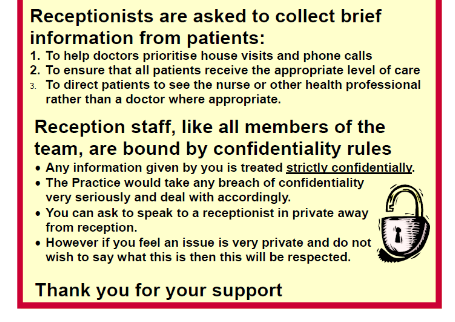 Receptionists are asked to collect brief
information from patients:
1. To help doctors prioritise house visits and phone calls
2. To ensure that all patients receive the appropriate level of care
3. To direct patients to see the nurse or other health professional
rather than a doctor where appropriate.
Reception staff, like all members of the
team, are bound by confidentiality rules
• Any information given by you is treated strictly confidentially.
• The Practice would take any breach of confidentiality
very seriously and deal with accordingly.
• You can ask to speak to a receptionist in private away
from reception.
• However if you feel an issue is very private and do not
wish to say what this is then this will be respected.
Thank you for your support